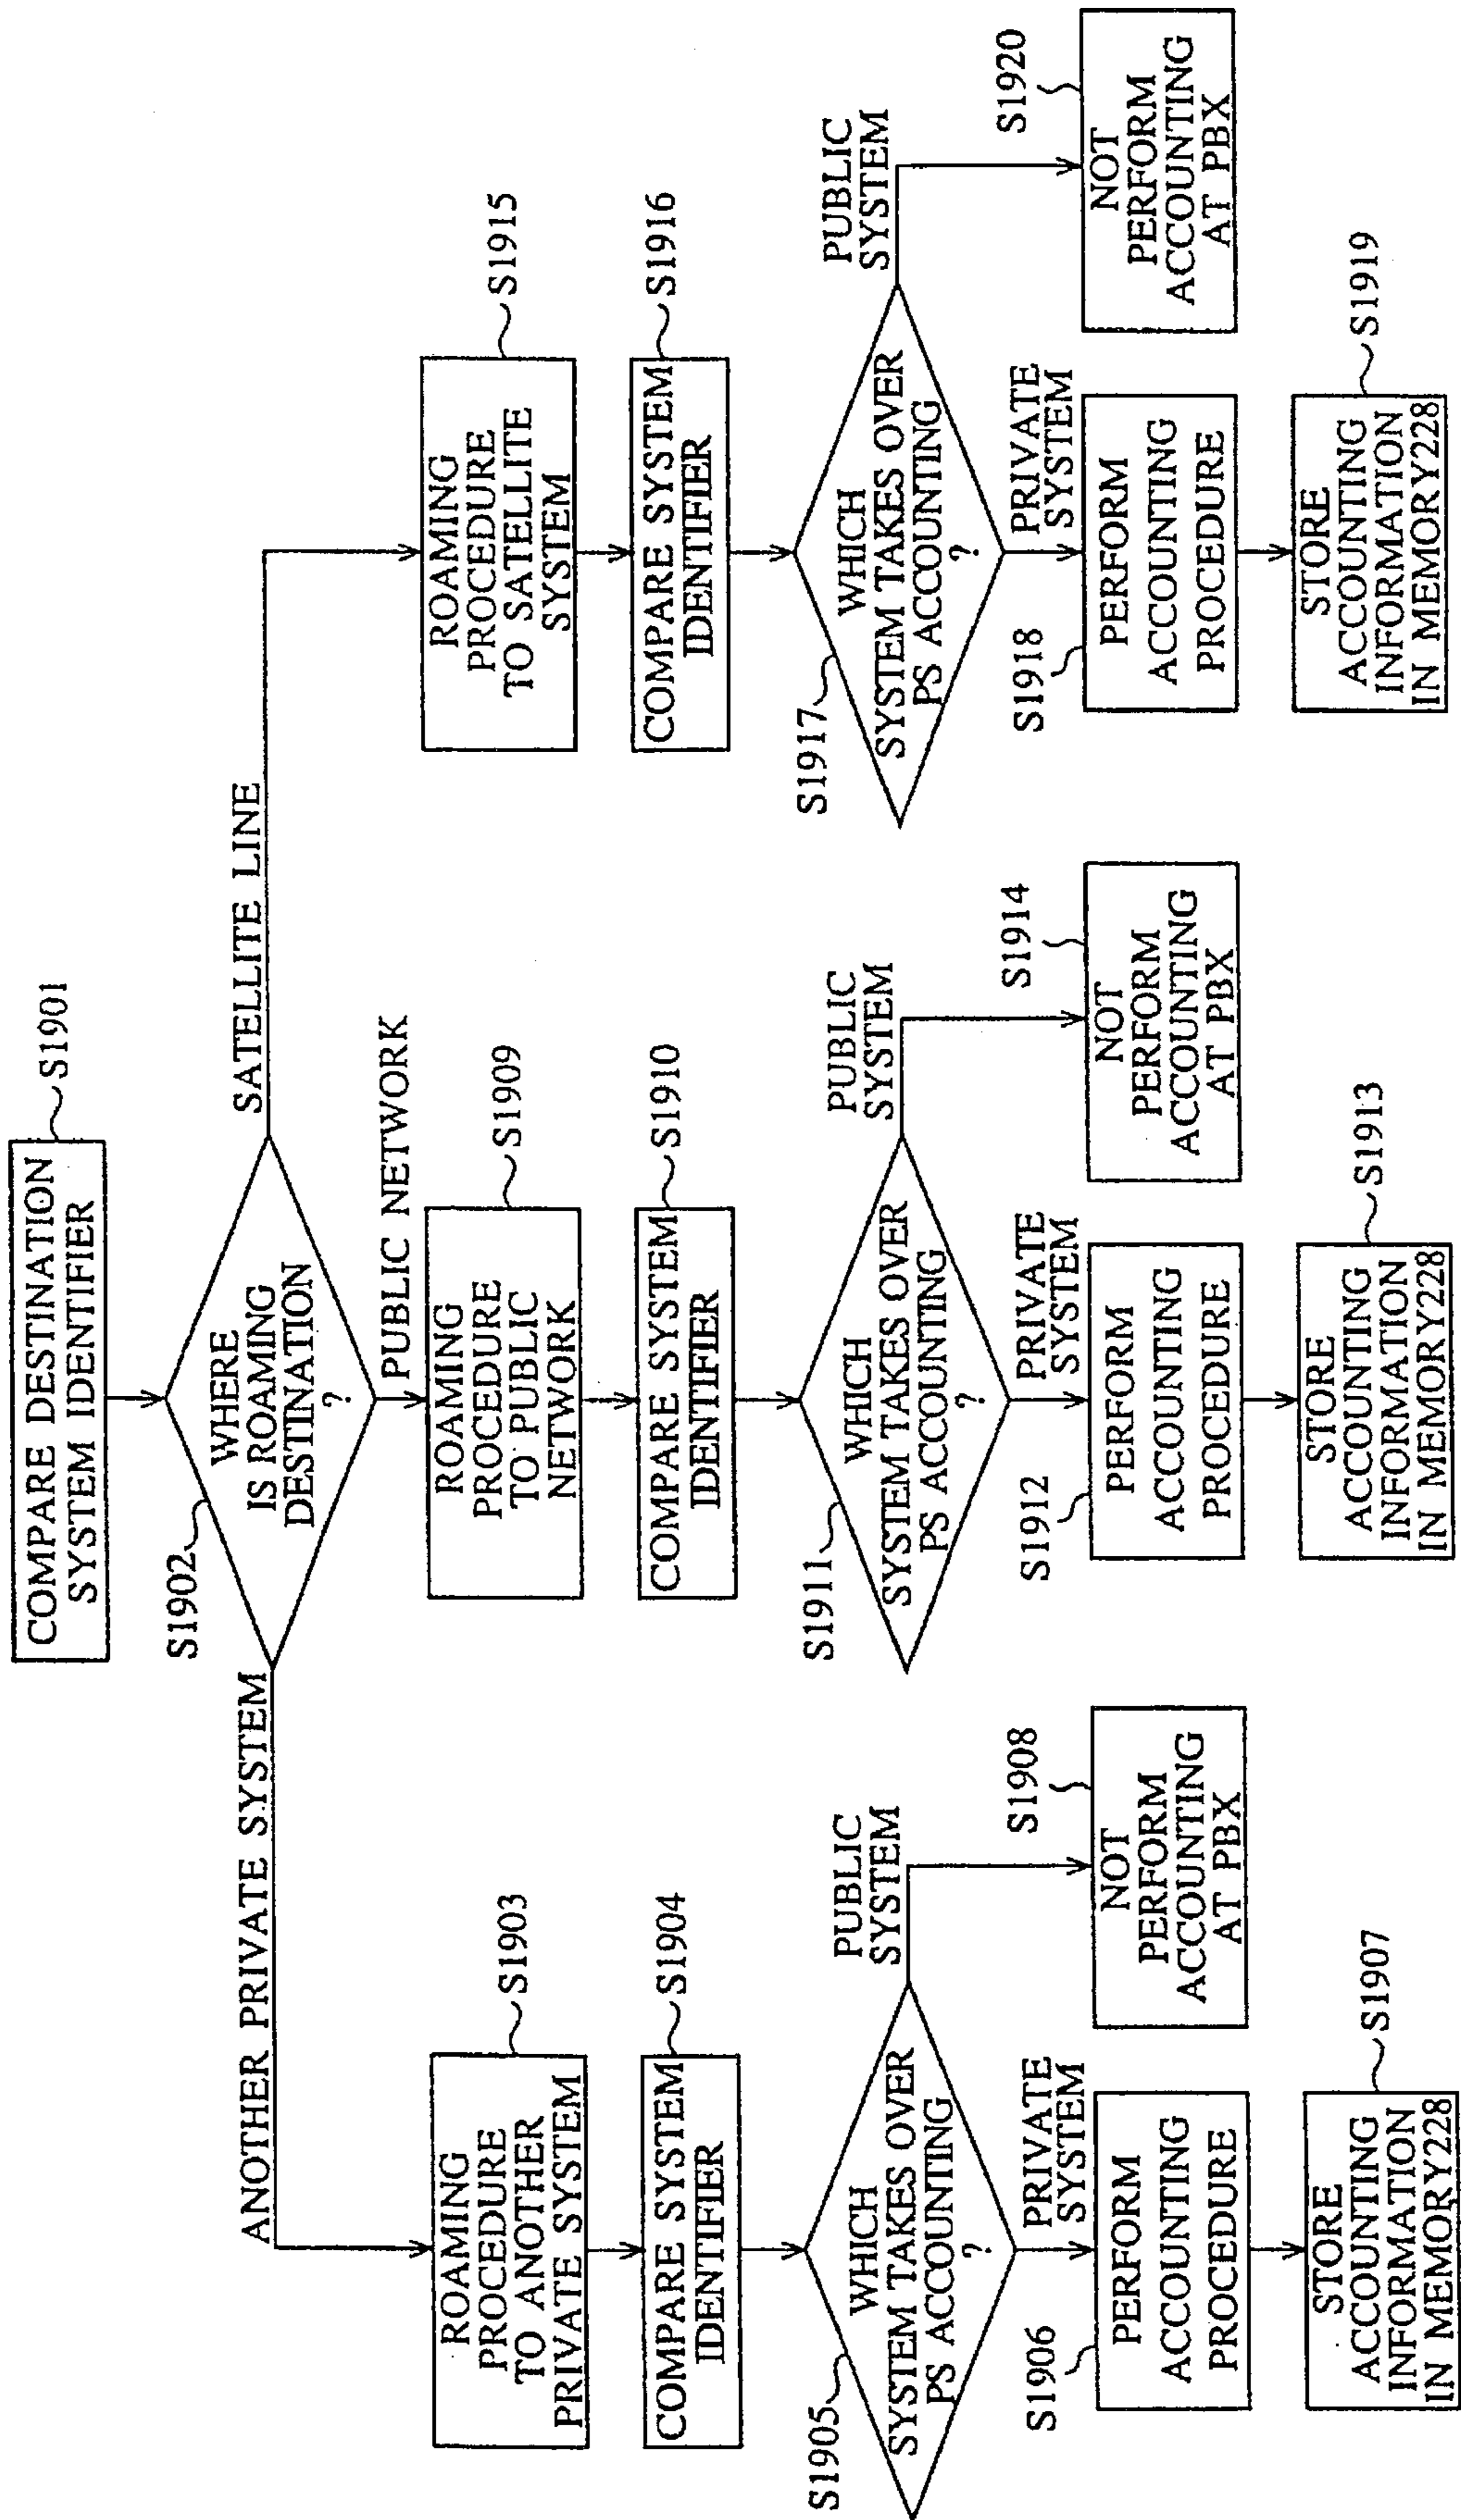 COMPARE DESTINATION
SYSTEM IDENTIFIER
S1901
S1902
WHERE
IS ROAMING
DESTINATION
?
ANOTHER PRIVATE SYSTEM
PUBLIC NETWORK
SATELLITE LINE
ROAMING
PROCEDURE
TO ANOTHER
PRIVATE SYSTEM
S1903
COMPARE SYSTEM
IDENTIFIER
S1904
S1905
WHICH
SYSTEM TAKES OVER
PS ACCOUNTING
?
PUBLIC
SYSTEM
PRIVATE
SYSTEM
S1906
PERFORM
ACCOUNTING
PROCEDURE
S1908
NOT
PERFORM
ACCOUNTING
AT PBX
STORE
ACCOUNTING
INFORMATION
IN MEMORY228
S1907
ROAMING
PROCEDURE
TO PUBLIC
NETWORK
S1909
COMPARE SYSTEM
IDENTIFIER
S1910
S1911
WHICH
SYSTEM TAKES OVER
PS ACCOUNTING
?
PUBLIC
SYSTEM
PRIVATE
SYSTEM
S1912
PERFORM
ACCOUNTING
PROCEDURE
S1914
NOT
PERFORM
ACCOUNTING
AT PBX
STORE
ACCOUNTING
INFORMATION
IN MEMORY228
S1913
ROAMING
PROCEDURE
TO SATELLITE
SYSTEM
S1915
COMPARE SYSTEM
IDENTIFIER
S1916
S1917
WHICH
SYSTEM TAKES OVER
PS ACCOUNTING
?
PUBLIC
SYSTEM
PRIVATE
SYSTEM
S1918
PERFORM
ACCOUNTING
PROCEDURE
S1920
NOT
PERFORM
ACCOUNTING
AT PBX
STORE
ACCOUNTING
INFORMATION
IN MEMORY228
S1919